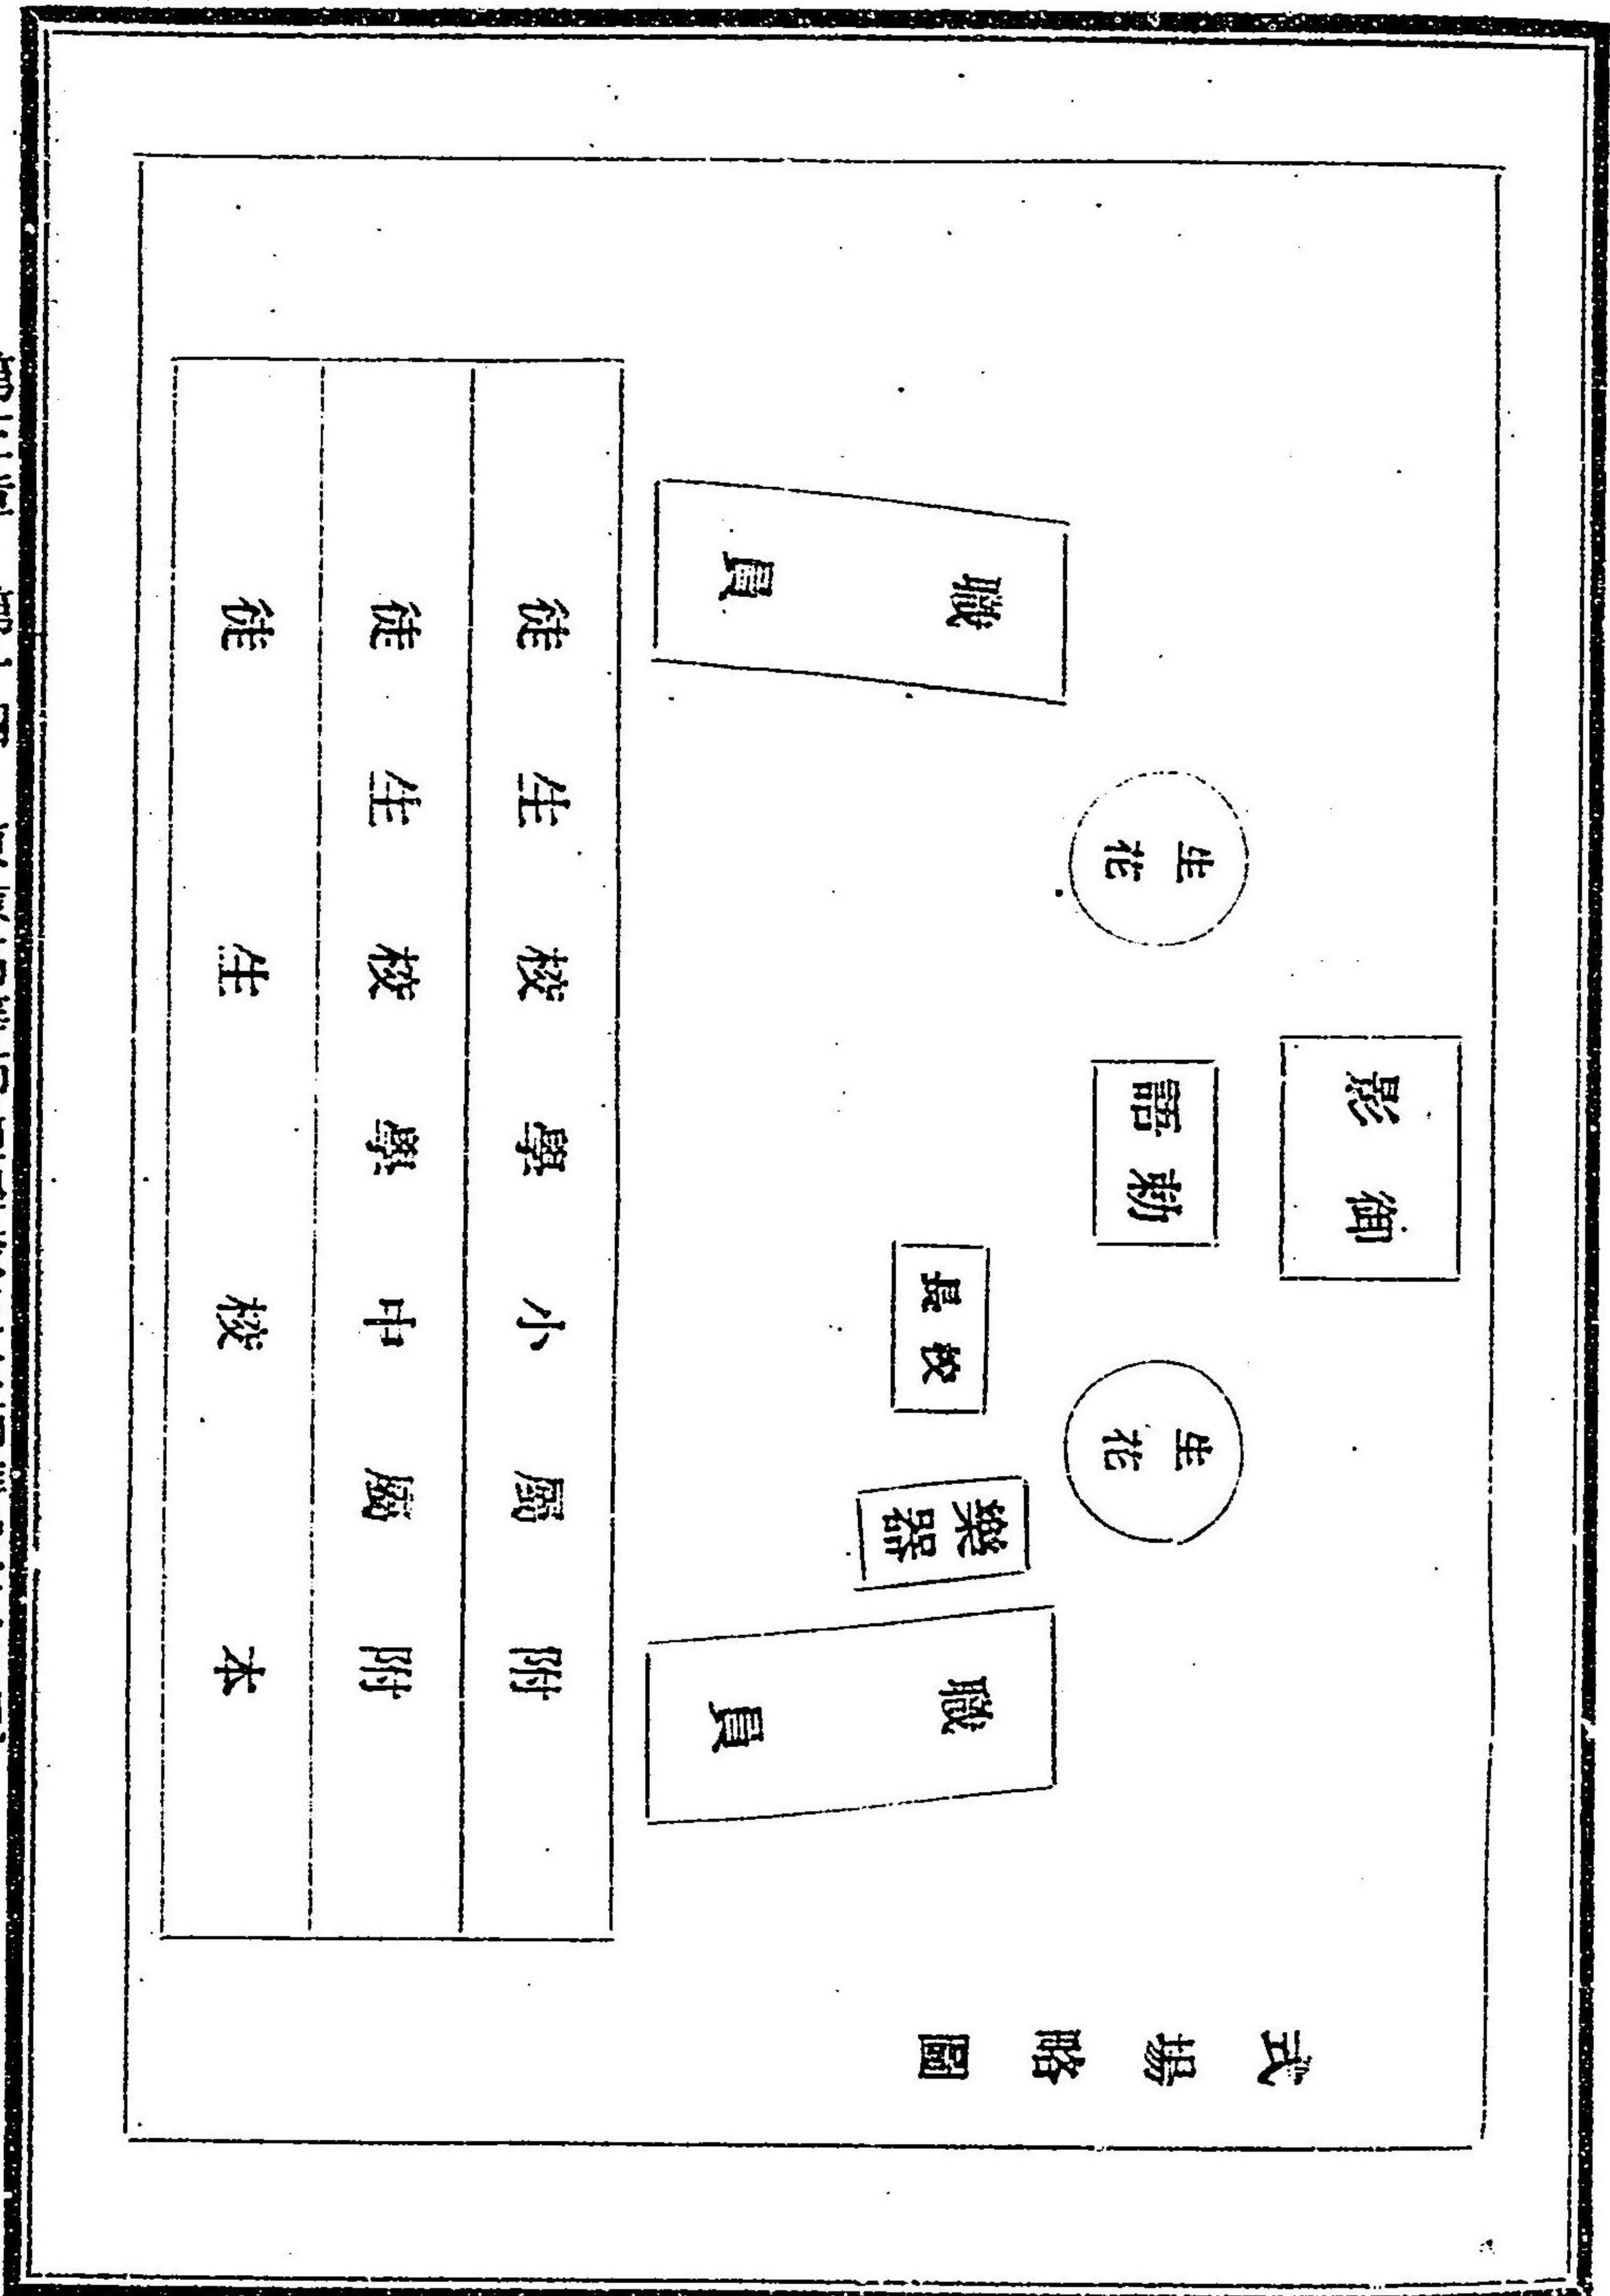 式場略圖
御影
勅語
生花
生花
校長
樂器
職員
職員
附屬小學校生徒
附屬中學校生徒
本校生徒